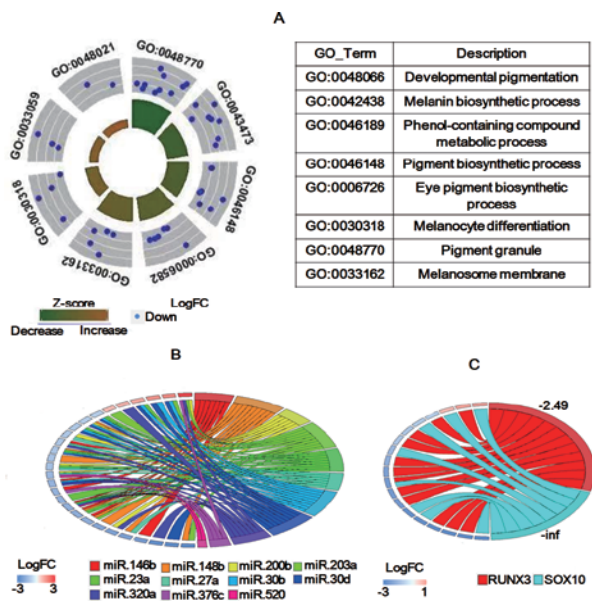 A
GO:0048021
GO:0048770
GO:0043473
GO:0046148
GO:0006582
GO:0033162
GO:0030318
GO:0033059
Z-score
Decrease Increase
LogFC
Down
GO_Term Description
GO:0048066 Developmental pigmentation
GO:0042438 Melanin biosynthetic process
GO:0046189 Phenol-containing compound
metabolic process
GO:0046148 Pigment biosynthetic process
GO:0006726 Eye pigment biosynthetic
process
GO:0030318 Melanocyte differentiation
GO:0048770 Pigment granule
GO:0033162 Melanosome membrane
B
LogFC
-3 3
miR.146b miR.148b miR.200b miR.203a
miR.23a miR.27a miR.30b miR.30d
miR.320a miR.376c miR.520
C
-2.49
-inf
LogFC
-3 1
RUNX3 SOX10